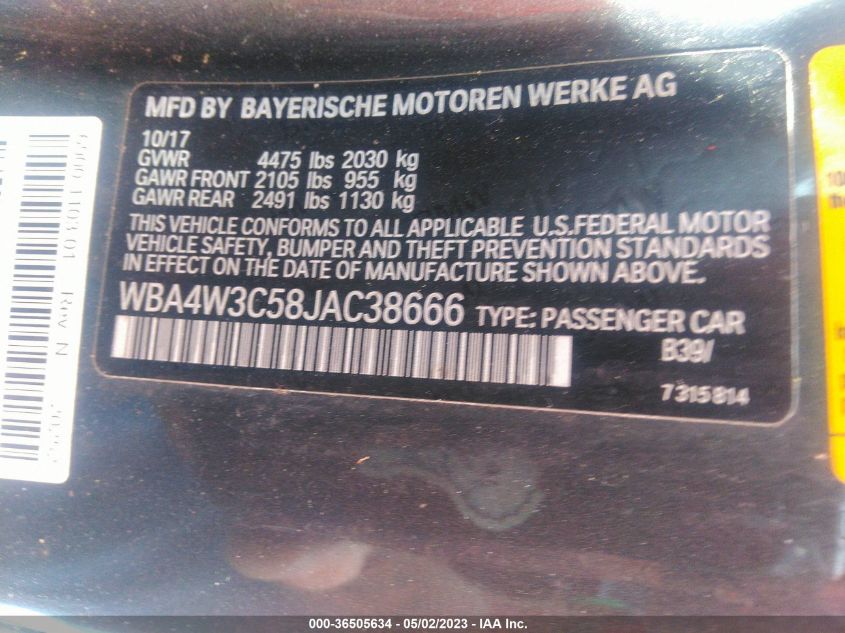 MFD BY BAYERISCHE MOTOREN WERKE AG
10/17
GVWR 4475 lbs 2030 kg
GAWR FRONT 2105 lbs 955 kg
GAWR REAR 2491 lbs 1130 kg
THIS VEHICLE CONFORMS TO ALL APPLICABLE U.S.FEDERAL MOTOR
VEHICLE SAFETY, BUMPER AND THEFT PREVENTION STANDARDS
IN EFFECT ON THE DATE OF MANUFACTURE SHOWN ABOVE.
WBA4W3C58JAC38666 TYPE: PASSENGER CAR
B39/
7315814
Rev N
000-36505634 - 05/02/2023 - IAA Inc.